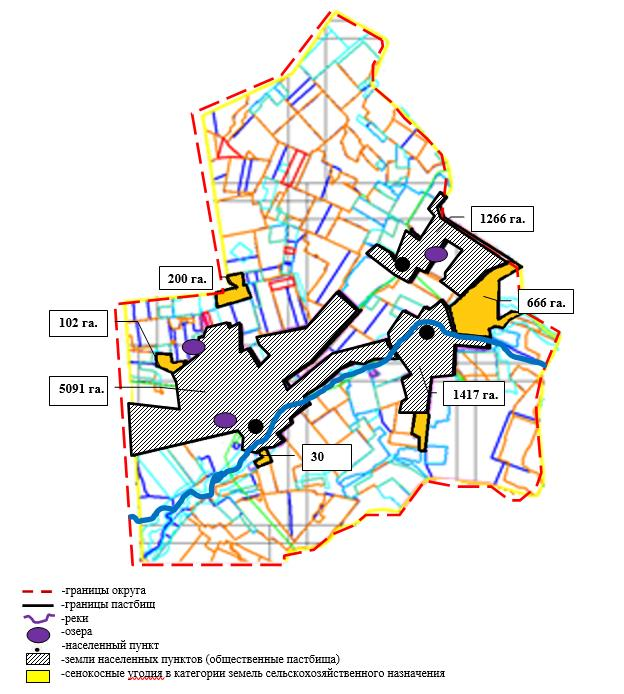 1266 га.
200 га.
666 га.
102 га.
5091 га.
1417 га.
30
-границы округа
-границы пастбищ
-реки
-озера
-населенный пункт
-земли населенных пунктов (общественные пастбища)
-сенокосные угодия в категории земель сельскохозяйственного назначения